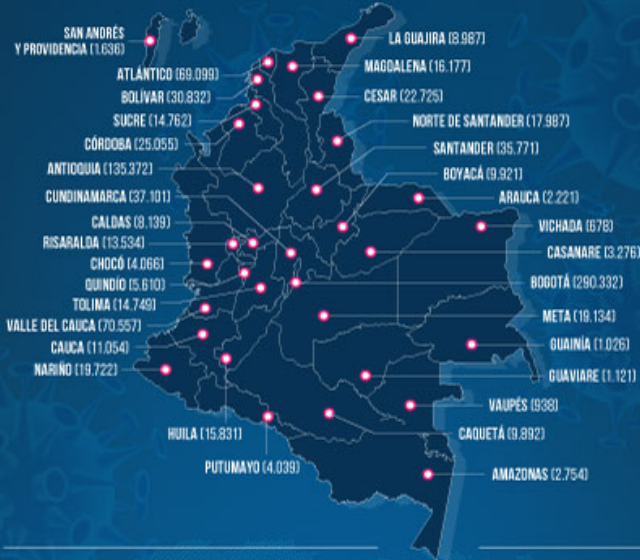 SAN ANDRÉS
Y PROVIDENCIA (1.636)
ATLÁNTICO (69.099)
BOLÍVAR (30.832)
SUCRE (14.762)
CÓRDOBA (25.055)
ANTIOQUIA (135.372)
CUNDINAMARCA (37.101)
CALDAS (8.139)
RISARALDA (13.534)
CHOCÓ (4.066)
QUINDÍO (5.610)
TOLIMA (14.749)
VALLE DEL CAUCA (70.557)
CAUCA (11.054)
NARIÑO (19.722)
HUILA (15.831)
PUTUMAYO (4.039)
LA GUAJIRA (8.987)
MAGDALENA (16.177)
CESAR (22.725)
NORTE DE SANTANDER (17.987)
SANTANDER (35.771)
BOYACÁ (9.921)
ARAUCA (2.221)
VICHADA (678)
CASANARE (3.276)
BOGOTÁ (290.332)
META (19.134)
GUAINÍA (1.026)
GUAVIARE (1.121)
VAUPÉS (938)
CAQUETÁ (9.892)
AMAZONAS (2.754)